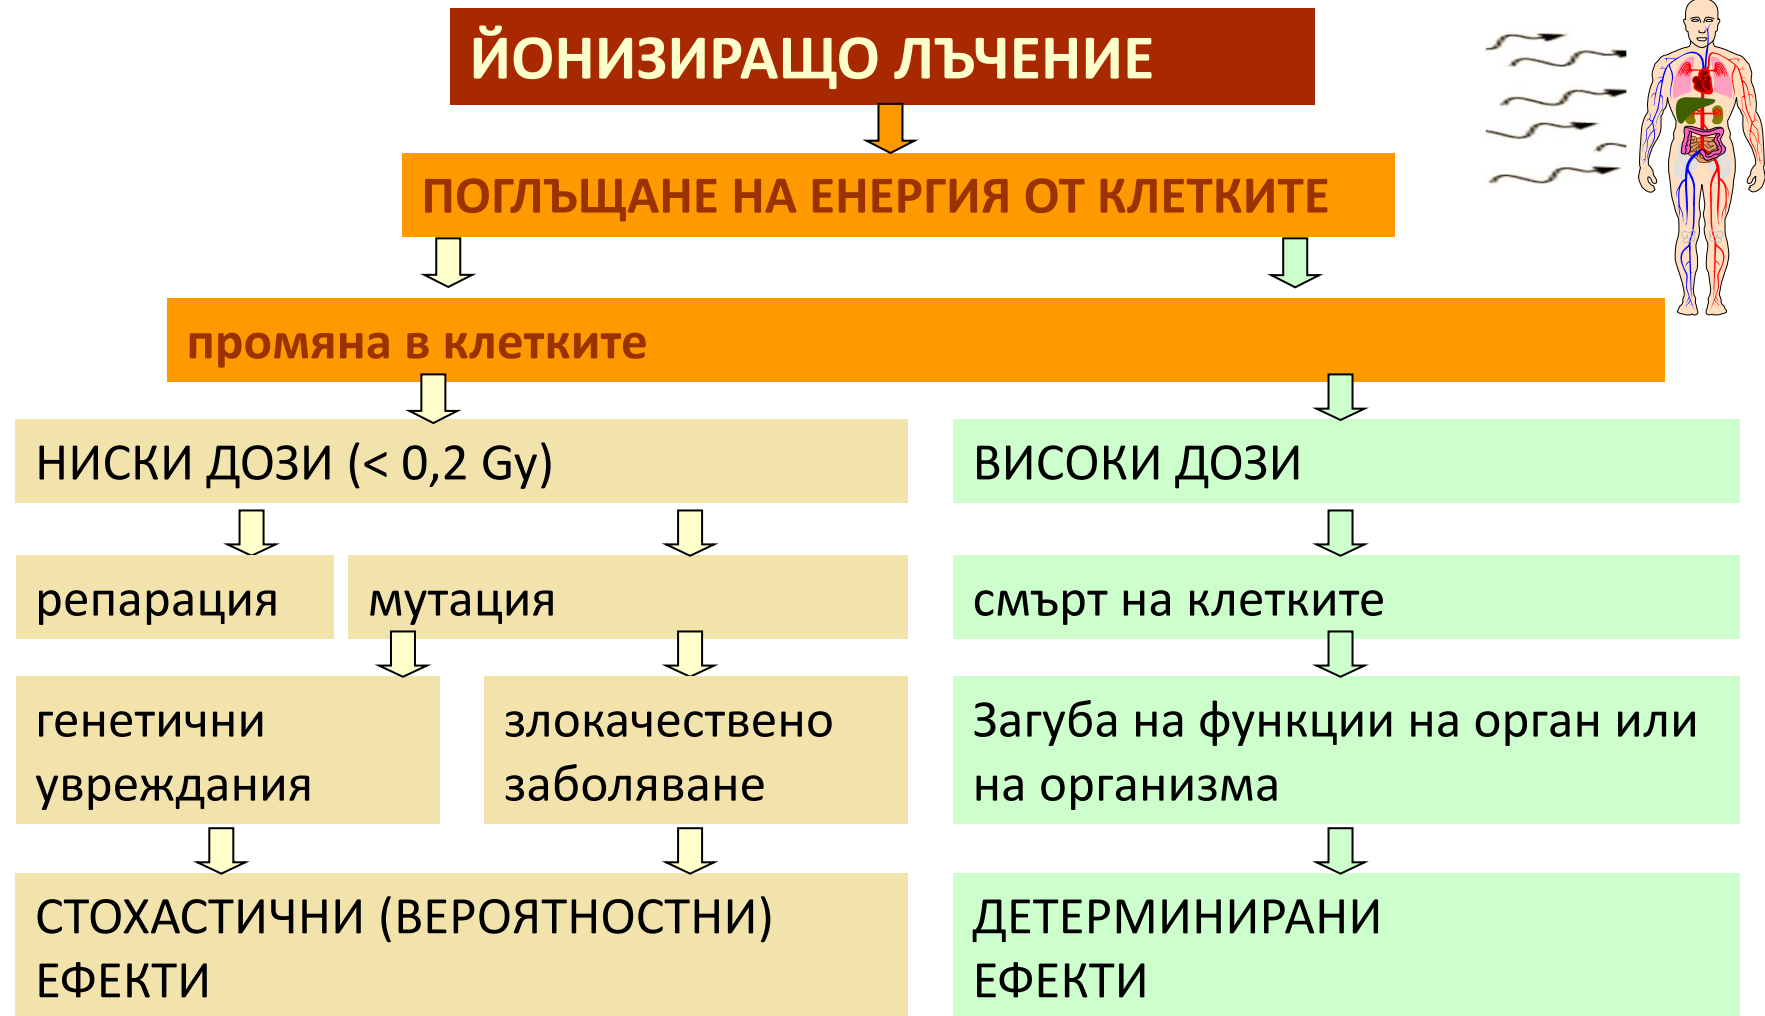 ЙОНИЗИРАЩО ЛЪЧЕНИЕ
ПОГЛЪЩАНЕ НА ЕНЕРГИЯ ОТ КЛЕТКИТЕ
промяна в клетките
НИСКИ ДОЗИ (< 0,2 Gy)
ВИСОКИ ДОЗИ
репарация
мутация
смърт на клетките
генетични
увреждания
злокачествено
заболяване
Загуба на функции на орган или
на организма
СТОХАСТИЧНИ (ВЕРОЯТНОСТНИ)
ЕФЕКТИ
ДЕТЕРМИНИРАНИ
ЕФЕКТИ